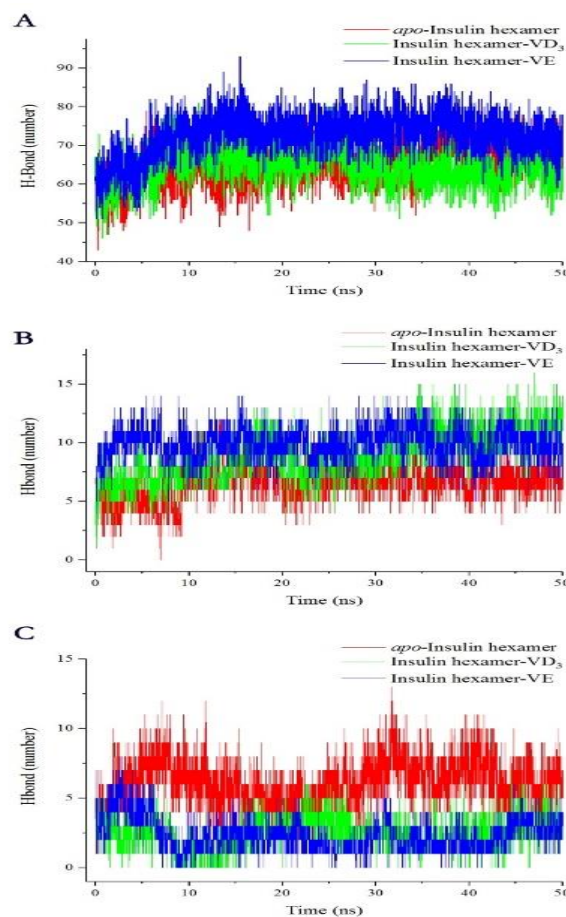 A
apo-Insulin hexamer
Insulin hexamer-VD3
Insulin hexamer-VE
H-Bond (number)
90
80
70
60
50
40
0 10 20 30 40 50
Time (ns)
B
apo-Insulin hexamer
Insulin hexamer-VD3
Insulin hexamer-VE
Hbond (number)
15
10
5
0
0 10 20 30 40 50
Time (ns)
C
apo-Insulin hexamer
Insulin hexamer-VD3
Insulin hexamer-VE
Hbond (number)
15
10
5
0
0 10 20 30 40 50
Time (ns)